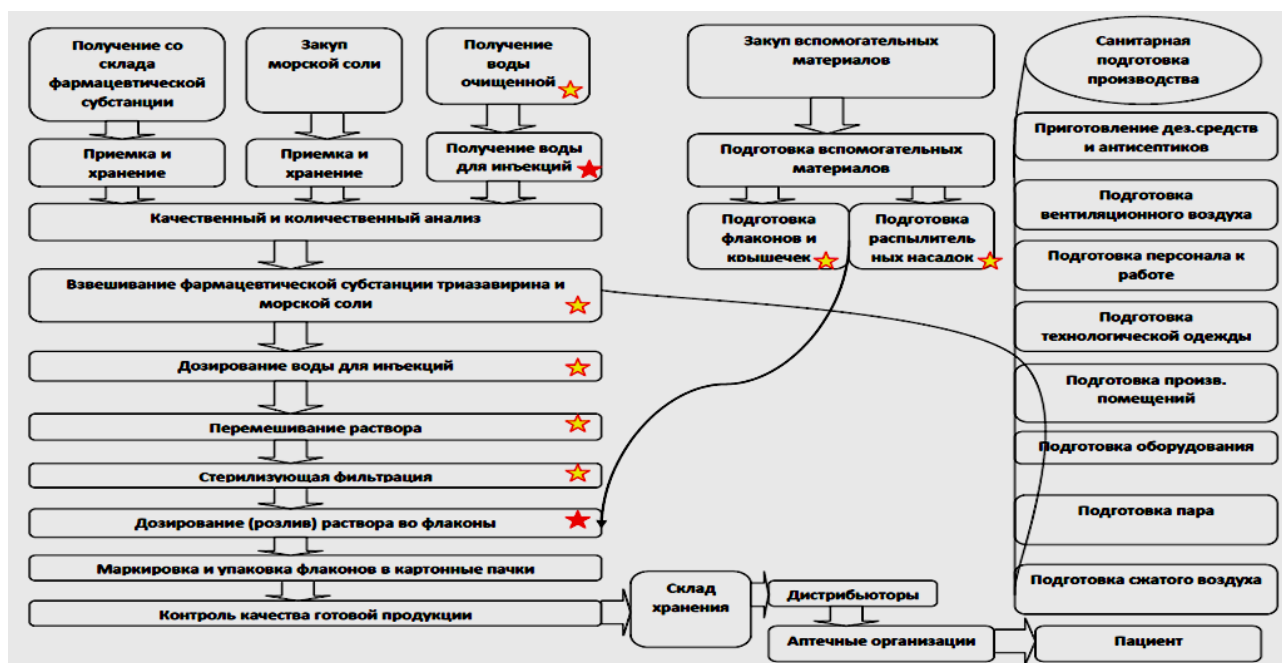 Получение со
склада
фармацевтической
субстанции
Закуп
морской соли
Получение
воды
очищенной
Закуп вспомогательных
материалов
Санитарная
подготовка
производства
Приемка и
хранение
Приемка и
хранение
Получение воды
для инъекций
Подготовка вспомогательных
материалов
Приготовление дез.средств
и антисептиков
Качественный и количественный анализ
Подготовка
флаконов и
крышечек
Подготовка
распылитель
ных насадок
Подготовка
вентиляционного воздуха
Взвешивание фармацевтической субстанции триазавирина и
морской соли
Подготовка персонала к
работе
Дозирование воды для инъекций
Подготовка
технологической одежды
Перемешивание раствора
Подготовка произв.
помещений
Стерилизующая фильтрация
Подготовка оборудования
Дозирование (розлив) раствора во флаконы
Подготовка пара
Маркировка и упаковка флаконов в картонные пачки
Подготовка сжатого воздуха
Контроль качества готовой продукции
Склад
хранения
Дистрибьюторы
Аптечные организации
Пациент